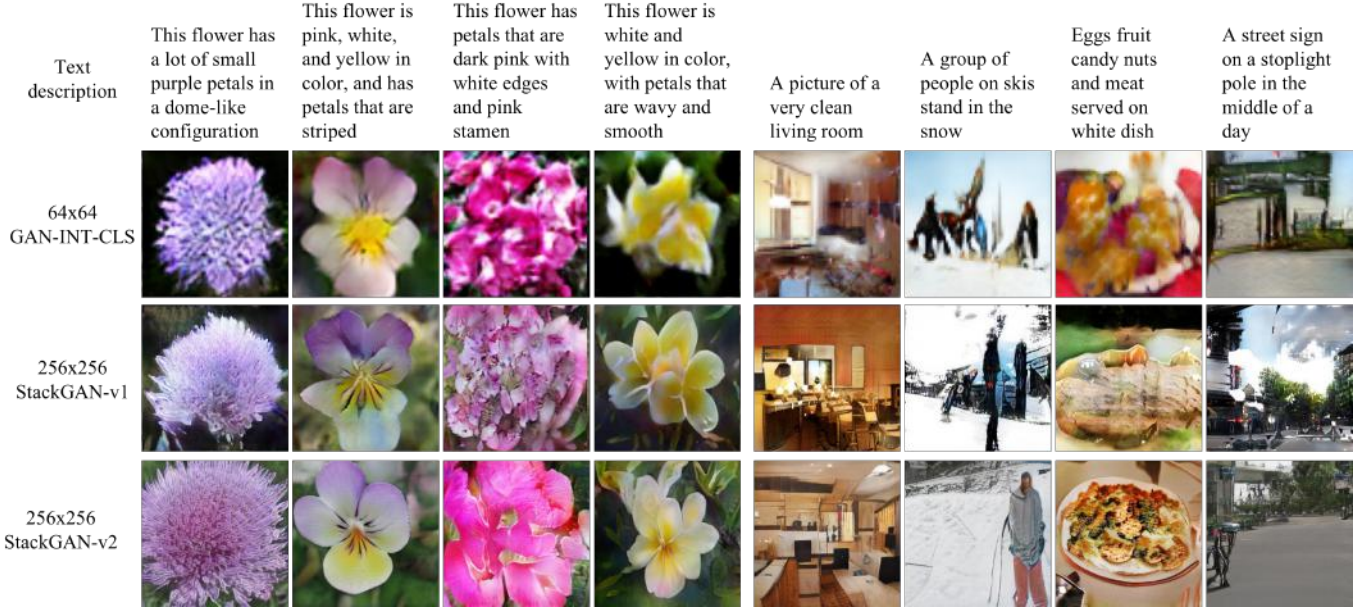 Text
description
This flower has
a lot of small
purple petals in
a dome-like
configuration
This flower is
pink, white,
and yellow in
color, and has
petals that are
striped
This flower has
petals that are
dark pink with
white edges
and pink
stamen
This flower is
white and
yellow in color,
with petals that
are wavy and
smooth
A picture of a
very clean
living room
A group of
people on skis
stand in the
snow
Eggs fruit
candy nuts
and meat
served on
white dish
A street sign
on a stoplight
pole in the
middle of a
day
64x64
GAN-INT-CLS
256x256
StackGAN-v1
256x256
StackGAN-v2